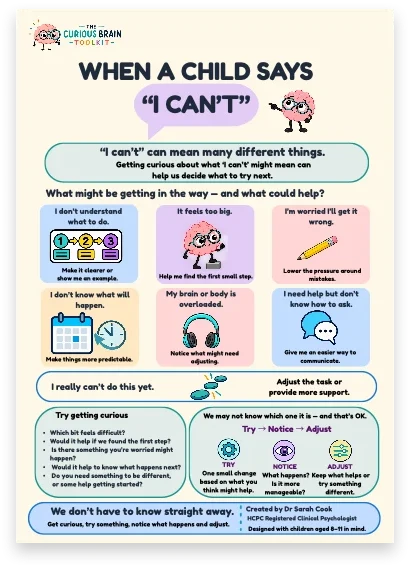 THE
CURIOUS BRAIN
TOOLKIT
WHEN A CHILD SAYS
“I CAN’T”
“I can’t” can mean many different things.
Getting curious about what ‘I can’t’ might mean can
help us decide what to try next.
What might be getting in the way — and what could help?
I don't understand
what to do.
1 2 3
Make it clearer or
show me an example.
It feels too big.
Help me find the first small step.
I'm worried I'll get it
wrong.
Lower the pressure around
mistakes.
I don't know what will
happen.
Make things more predictable.
My brain or body is
overloaded.
Notice what might need
adjusting.
I need help but don't
know how to ask.
Give me an easier way to
communicate.
I really can't do this yet.
Adjust the task or
provide more support.
Try getting curious
• Which bit feels difficult?
• Would it help if we found the first step?
• Is there something you're worried might
happen?
• Would it help to know what happens next?
• Do you need something to be different,
or some help getting started?
We may not know which one it is — and that's OK.
Try → Notice → Adjust
TRY
One small change
based on what you
think might help.
NOTICE
What happens?
Is it more
manageable?
ADJUST
Keep what helps or
try something
different.
We don't have to know straight away.
Get curious, try something, notice what happens and adjust.
Created by Dr Sarah Cook
HCPC Registered Clinical Psychologist
Designed with children aged 8–11 in mind.